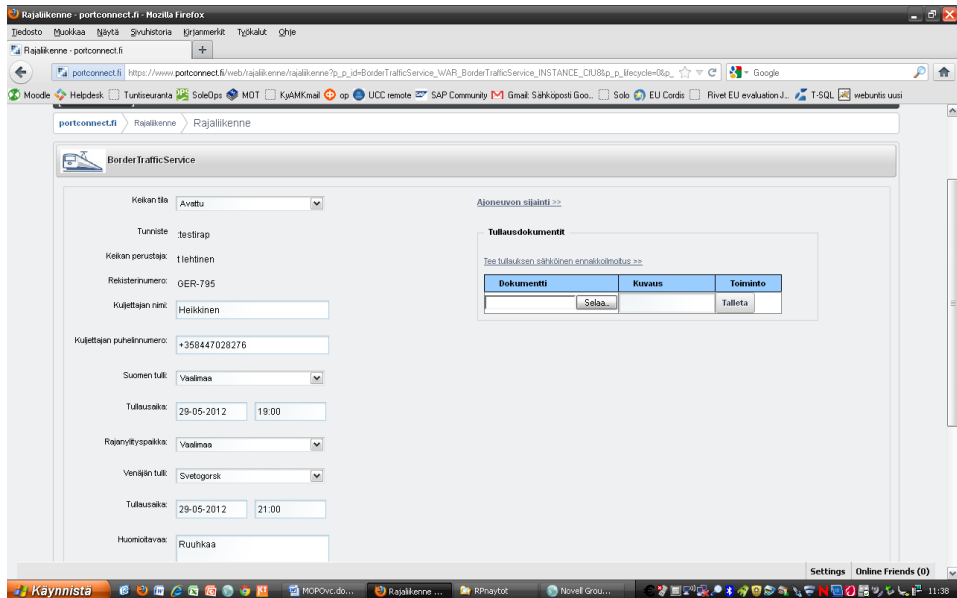 Rajaliikenne - portconnect.fi - Mozilla Firefox
Tiedosto Muokkaa Näytä Sivuhistoria Kirjanmerkit Työkalut Ohje
Rajaliikenne - portconnect.fi +
portconnect.fi https://www.portconnect.fi/web/rajaliikenne/rajaliikenne?p_p_id=BorderTrafficService_WAR_BorderTrafficService_INSTANCE_CIU8&p_p_lifecycle=0&p_ Google
Moodle Helpdesk Tuntiseuranta SoleOps MOT KyAMKmail op UCC remote SAP Community Gmail: Sähköposti Goo... Solo EU Cordis Rivet EU evaluation J... T-SQL webuntis uusi
portconnect.fi Rajaliikenne Rajaliikenne
BorderTrafficService
Keikan tila Avattu
Ajoneuvon sijainti >>
Tunniste :testirap
Tullausdokumentit
Keikan perustaja: t lehtinen
Tee tullauksen sähköinen ennakkoilmoitus >>
Rekisterinumero: GER-795
Dokumentti Kuvaus Toiminto
Kuljettajan nimi: Heikkinen
Selaa... Talleta
Kuljettajan puhelinnumero: +358447028276
Suomen tulli: Vaalimaa
Tullausaika: 29-05-2012 19:00
Rajanylityspaikka: Vaalimaa
Venäjän tulli: Svetogorsk
Tullausaika: 29-05-2012 21:00
Huomioitavaa: Ruuhkaa
Settings Online Friends (0)
Käynnistä MOPOvc.do... Rajaliikenne ... RPnaytot Novell Grou... 11:38